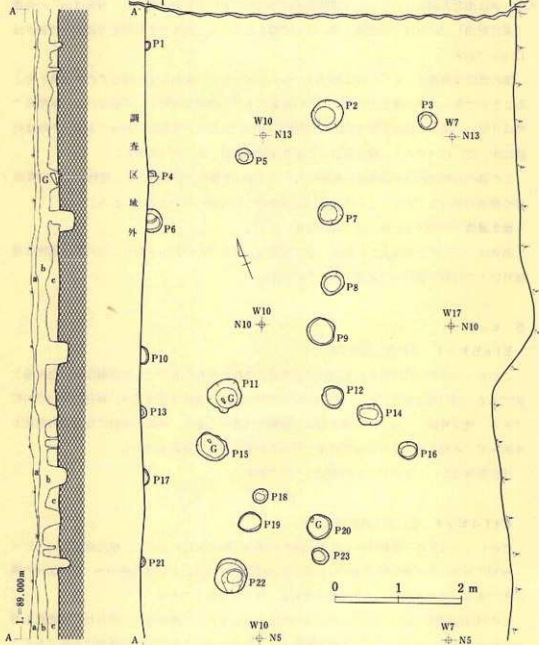 A′
A′
P1
P2
P3
W10
N13
W7
N13
調査区域外
P5
G
P4
P6
P7
a
b
c
P8
W10
N10
W17
N10
P9
P10
P11
G
P12
P13
P14
G
P15
P16
a
b
c
P17
P18
P19
G
P20
P21
P23
P22
0 1 2 m
L=89.000m
W10
N5
W7
N5
a
b
c
A
A